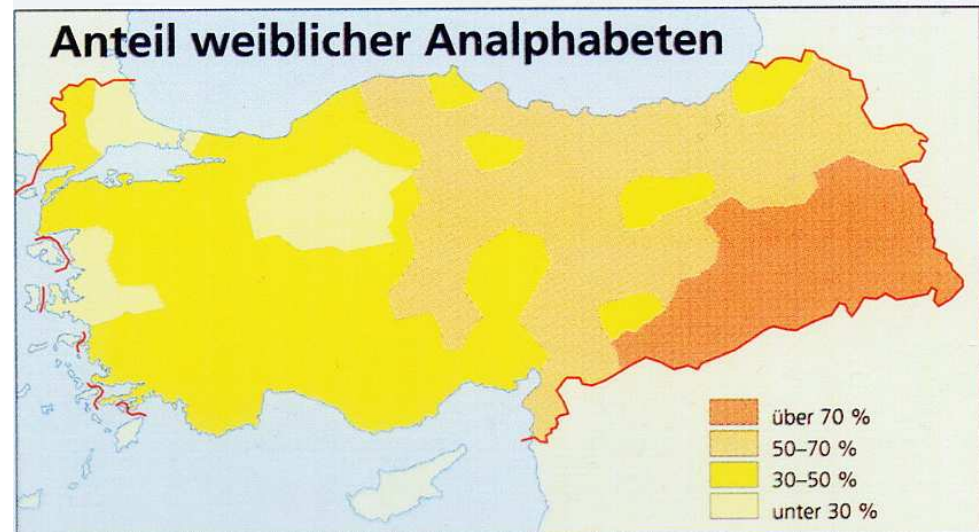 Anteil weiblicher Analphabeten
über 70 %
50–70 %
30–50 %
unter 30 %